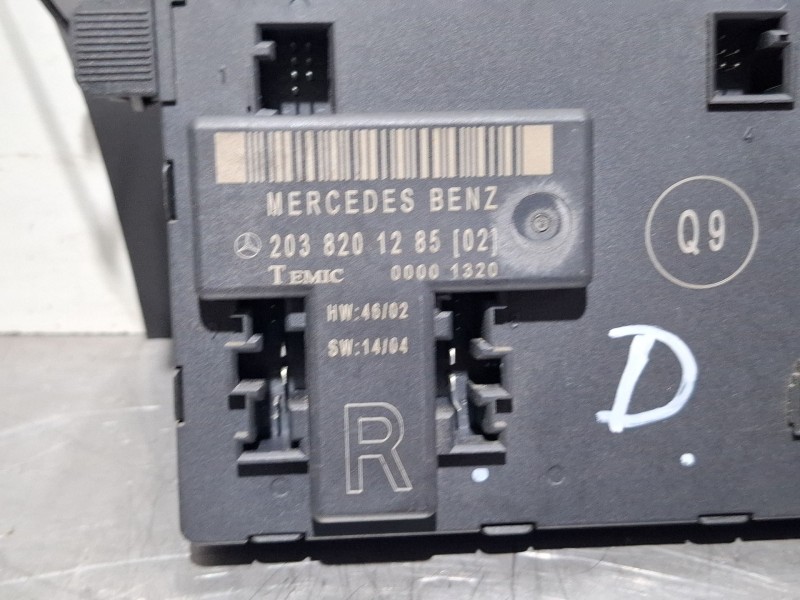 1
4
MERCEDES BENZ
203 820 12 85 [02]
TEMIC 0000 1320
HW:46/02
SW:14/04
R
Q9
D.